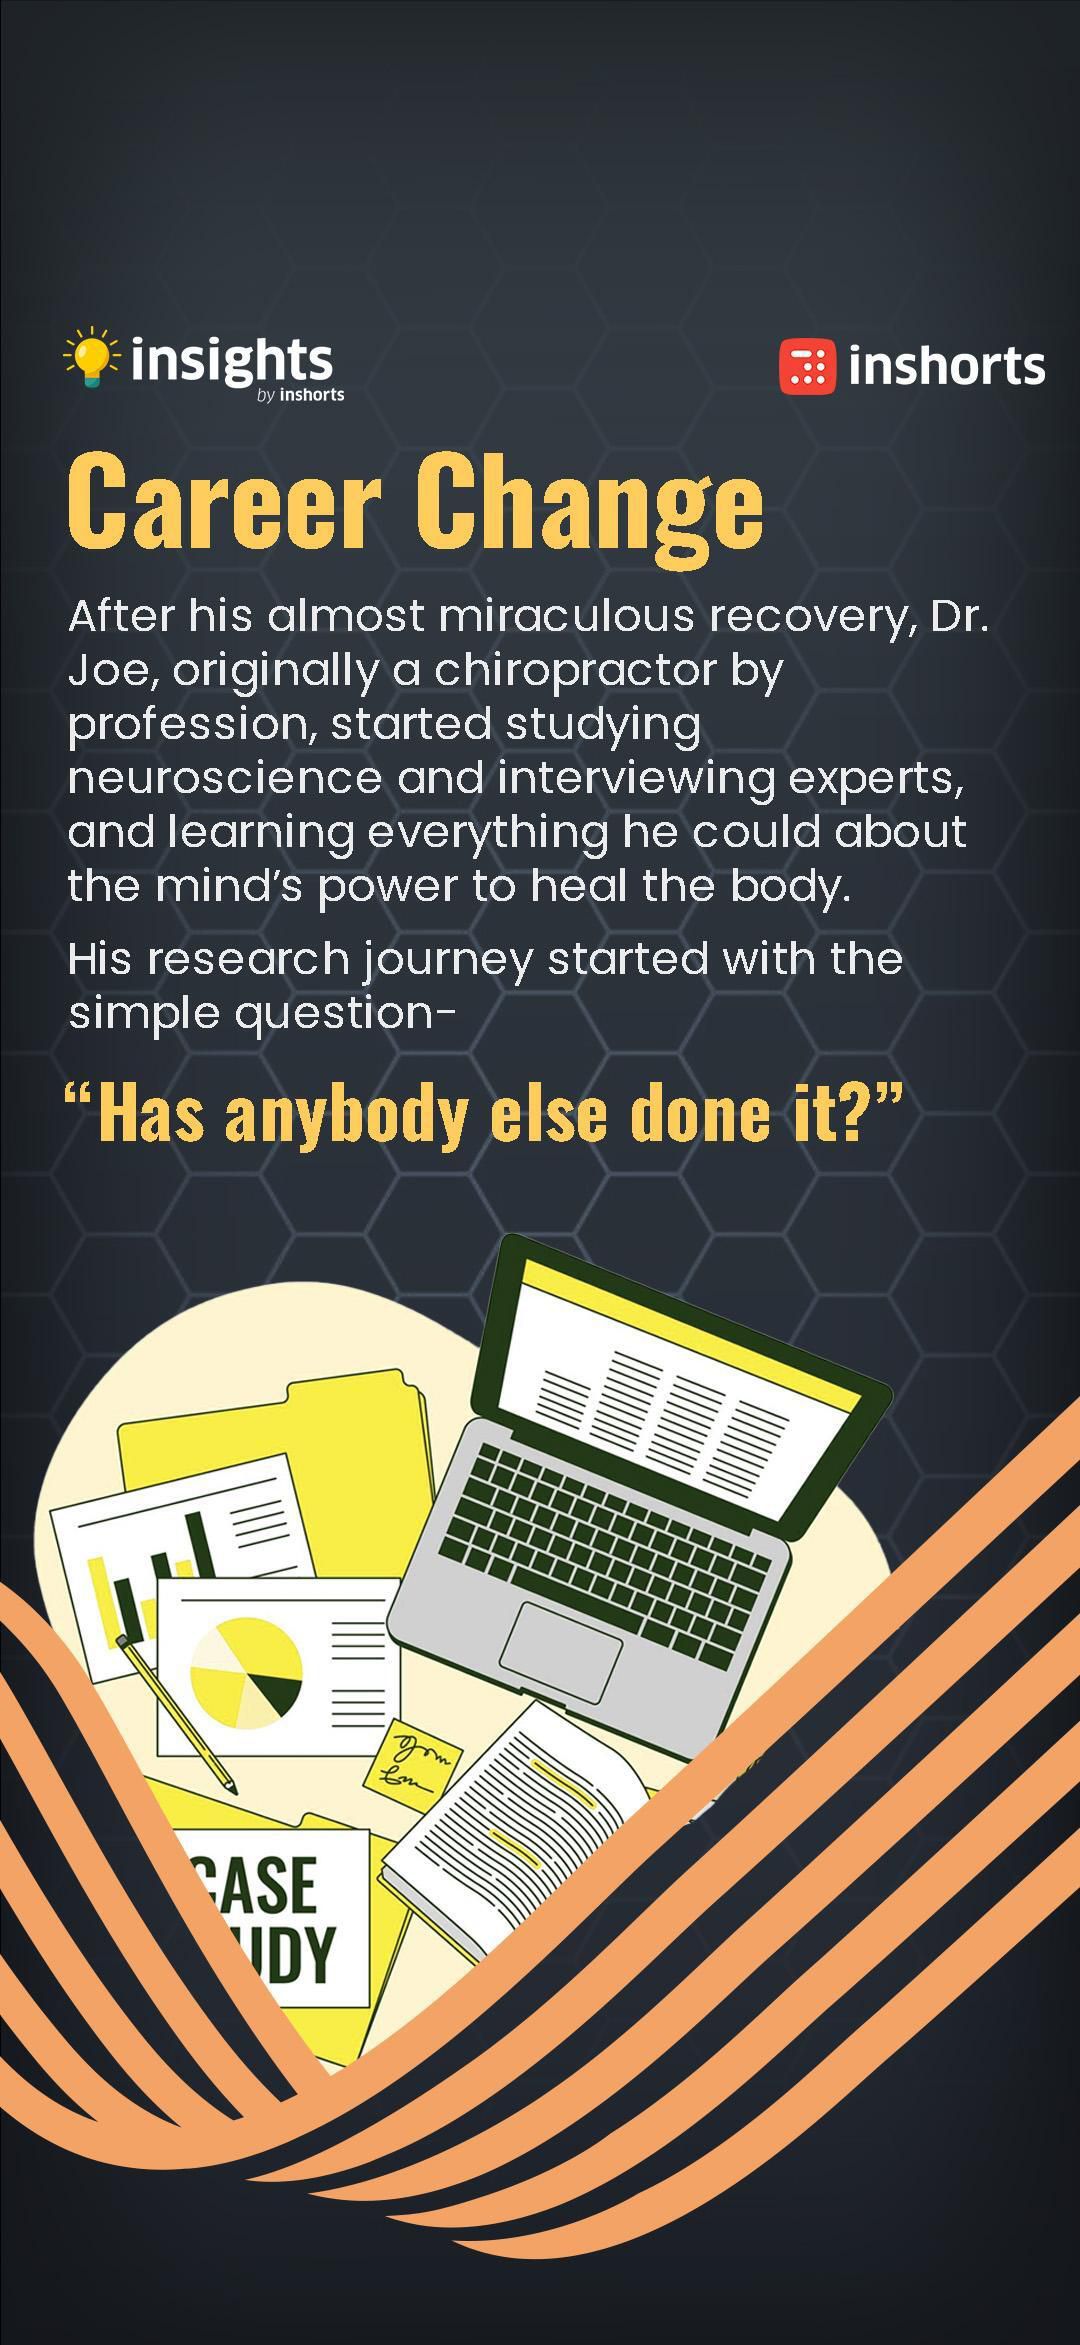 insights
by inshorts
inshorts
Career Change
After his almost miraculous recovery, Dr.
Joe, originally a chiropractor by
profession, started studying
neuroscience and interviewing experts,
and learning everything he could about
the mind’s power to heal the body.
His research journey started with the
simple question-
“Has anybody else done it?”
CASE
UDY